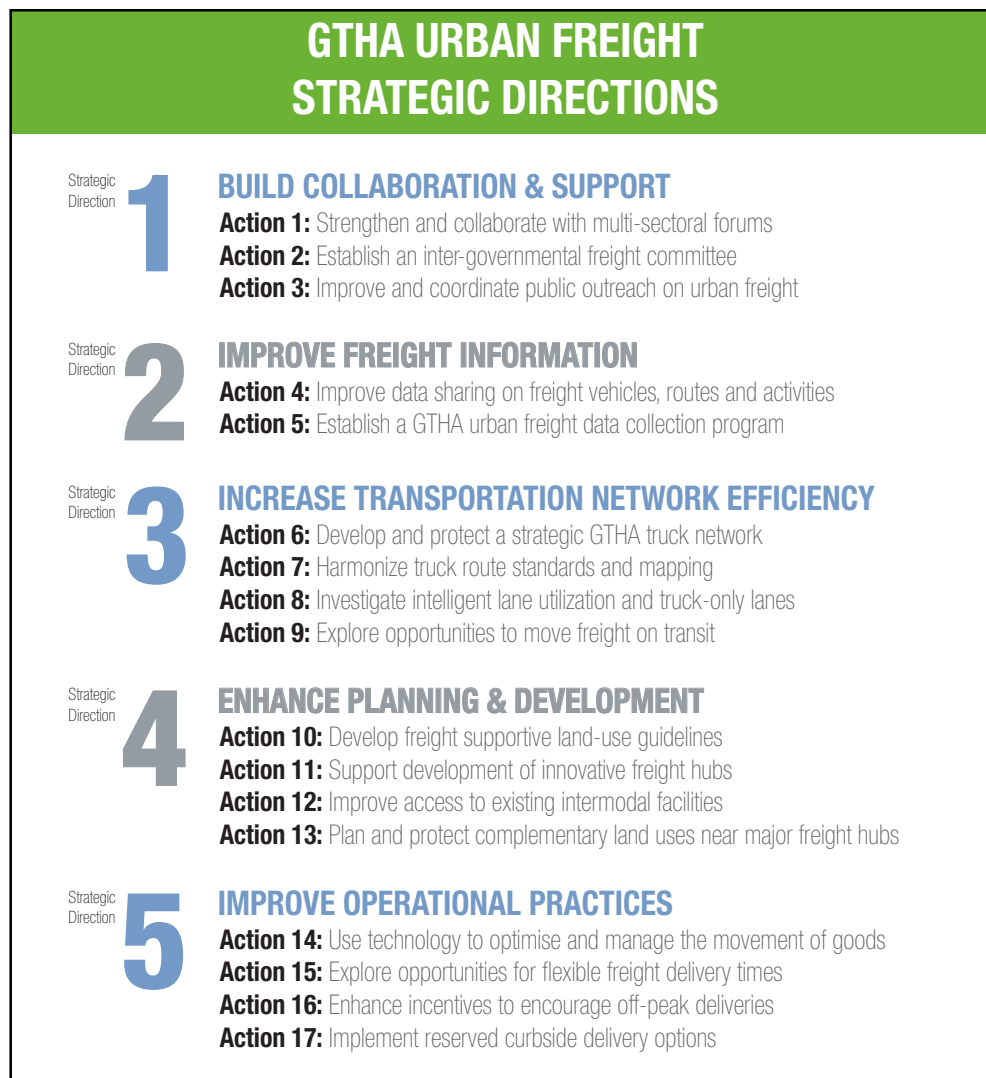 GTHA URBAN FREIGHT
STRATEGIC DIRECTIONS
Strategic
Direction
1
BUILD COLLABORATION & SUPPORT
Action 1: Strengthen and collaborate with multi-sectoral forums
Action 2: Establish an inter-governmental freight committee
Action 3: Improve and coordinate public outreach on urban freight
Strategic
Direction
2
IMPROVE FREIGHT INFORMATION
Action 4: Improve data sharing on freight vehicles, routes and activities
Action 5: Establish a GTHA urban freight data collection program
Strategic
Direction
3
INCREASE TRANSPORTATION NETWORK EFFICIENCY
Action 6: Develop and protect a strategic GTHA truck network
Action 7: Harmonize truck route standards and mapping
Action 8: Investigate intelligent lane utilization and truck-only lanes
Action 9: Explore opportunities to move freight on transit
Strategic
Direction
4
ENHANCE PLANNING & DEVELOPMENT
Action 10: Develop freight supportive land-use guidelines
Action 11: Support development of innovative freight hubs
Action 12: Improve access to existing intermodal facilities
Action 13: Plan and protect complementary land uses near major freight hubs
Strategic
Direction
5
IMPROVE OPERATIONAL PRACTICES
Action 14: Use technology to optimise and manage the movement of goods
Action 15: Explore opportunities for flexible freight delivery times
Action 16: Enhance incentives to encourage off-peak deliveries
Action 17: Implement reserved curbside delivery options